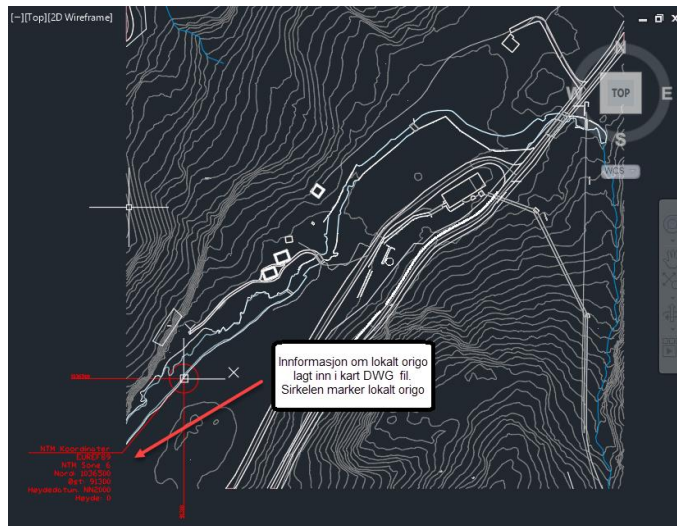 [−][Top][2D Wireframe]
N
W
TOP
E
S
WCS
Innformasjon om lokalt origo
lagt inn i kart DWG fil.
Sirkelen marker lokalt origo
NTM Koordinater
EUREF89
NTM Sone 6
Nord: 1036500
Øst: 91300
Høydedatum: NN2000
Høyde: 0